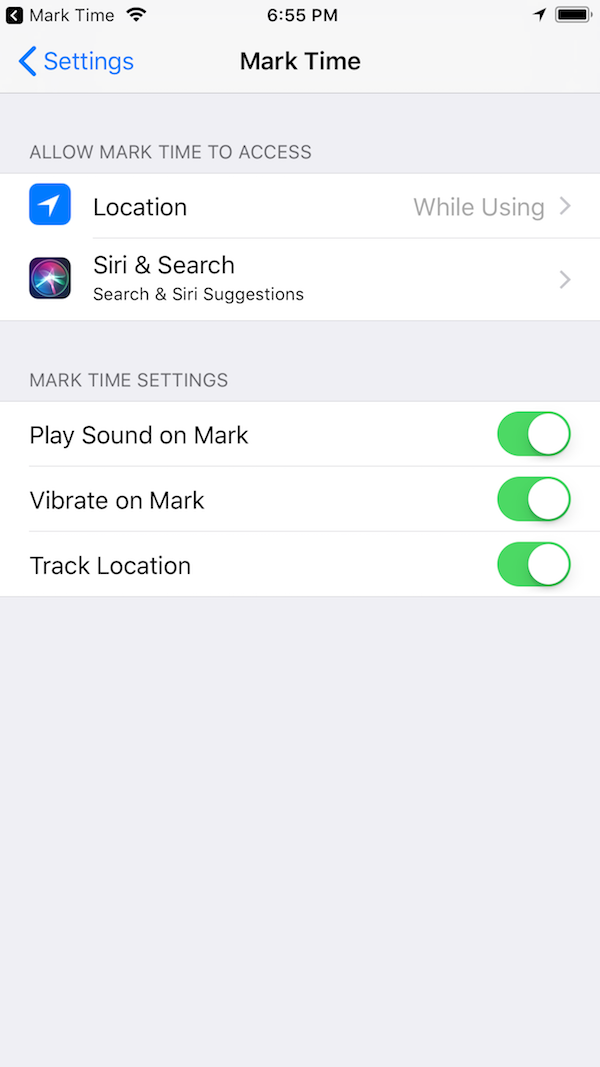 Mark Time 6:55 PM
Settings Mark Time
ALLOW MARK TIME TO ACCESS
Location While Using
Siri & Search
Search & Siri Suggestions
MARK TIME SETTINGS
Play Sound on Mark
Vibrate on Mark
Track Location